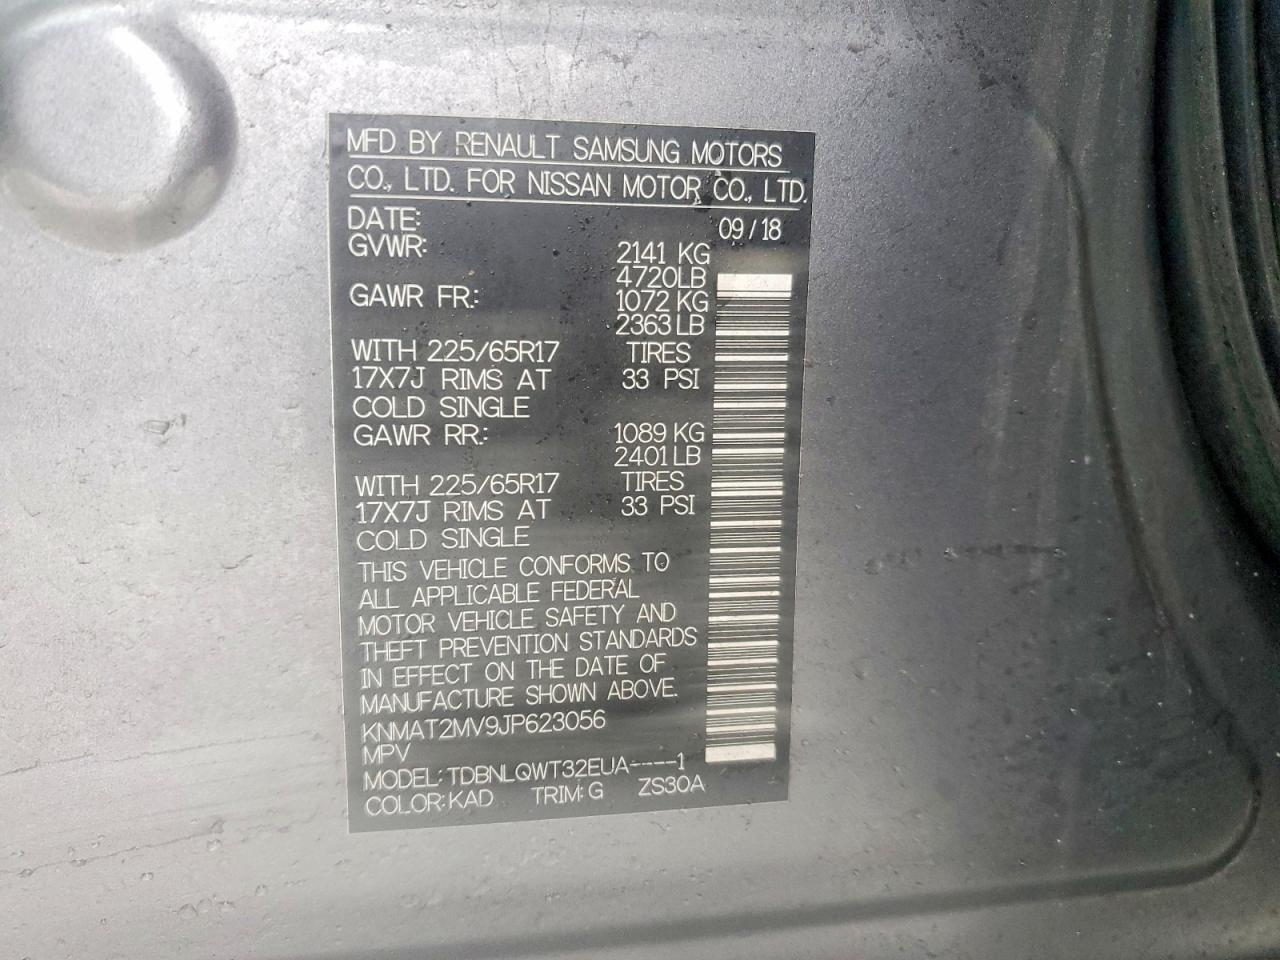 MFD BY RENAULT SAMSUNG MOTORS
CO., LTD. FOR NISSAN MOTOR CO., LTD.
DATE: 09/18
GVWR: 2141 KG
4720LB
GAWR FR: 1072 KG
2363LB
WITH 225/65R17 TIRES
17X7J RIMS AT 33 PSI
COLD SINGLE
GAWR RR: 1089 KG
2401LB
WITH 225/65R17 TIRES
17X7J RIMS AT 33 PSI
COLD SINGLE
THIS VEHICLE CONFORMS TO
ALL APPLICABLE FEDERAL
MOTOR VEHICLE SAFETY AND
THEFT PREVENTION STANDARDS
IN EFFECT ON THE DATE OF
MANUFACTURE SHOWN ABOVE.
KNMAT2MV9JP623056
MPV
MODEL: TDBNLQWT32EUA----1
COLOR: KAD TRIM: G ZS30A